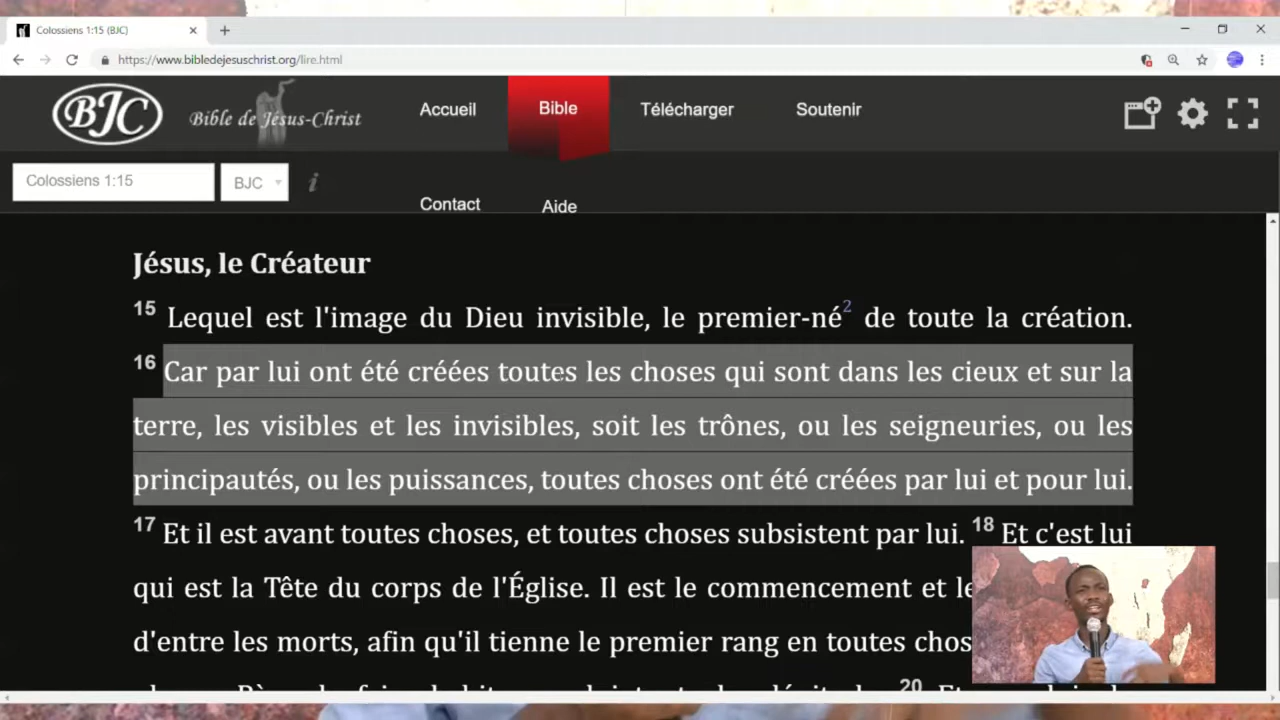 Colossiens 1:15 (BJC)
https://www.bibledejesuschrist.org/lire.html
BJC
Bible de Jésus-Christ
Accueil
Bible
Télécharger
Soutenir
Colossiens 1:15
BJC
i
Contact
Aide
Jésus, le Créateur
15 Lequel est l'image du Dieu invisible, le premier-né2 de toute la création.
16 Car par lui ont été créées toutes les choses qui sont dans les cieux et sur la
terre, les visibles et les invisibles, soit les trônes, ou les seigneuries, ou les
principautés, ou les puissances, toutes choses ont été créées par lui et pour lui.
17 Et il est avant toutes choses, et toutes choses subsistent par lui. 18 Et c'est lui
qui est la Tête du corps de l'Église. Il est le commencement et le
d'entre les morts, afin qu'il tienne le premier rang en toutes chos
20